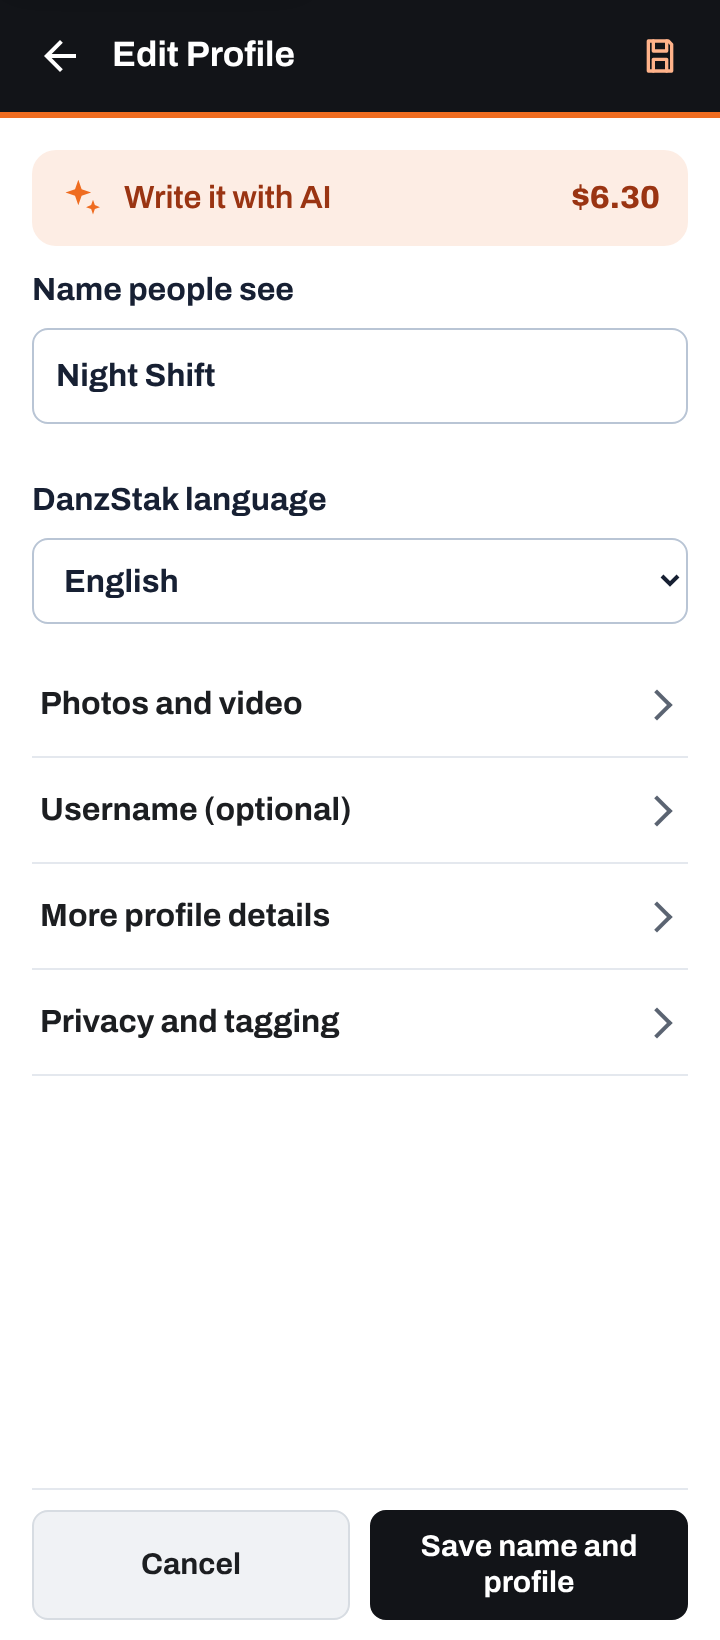 Edit Profile
Write it with AI $6.30
Name people see
Night Shift
DanzStak language
English
Photos and video
Username (optional)
More profile details
Privacy and tagging
Cancel
Save name and
profile